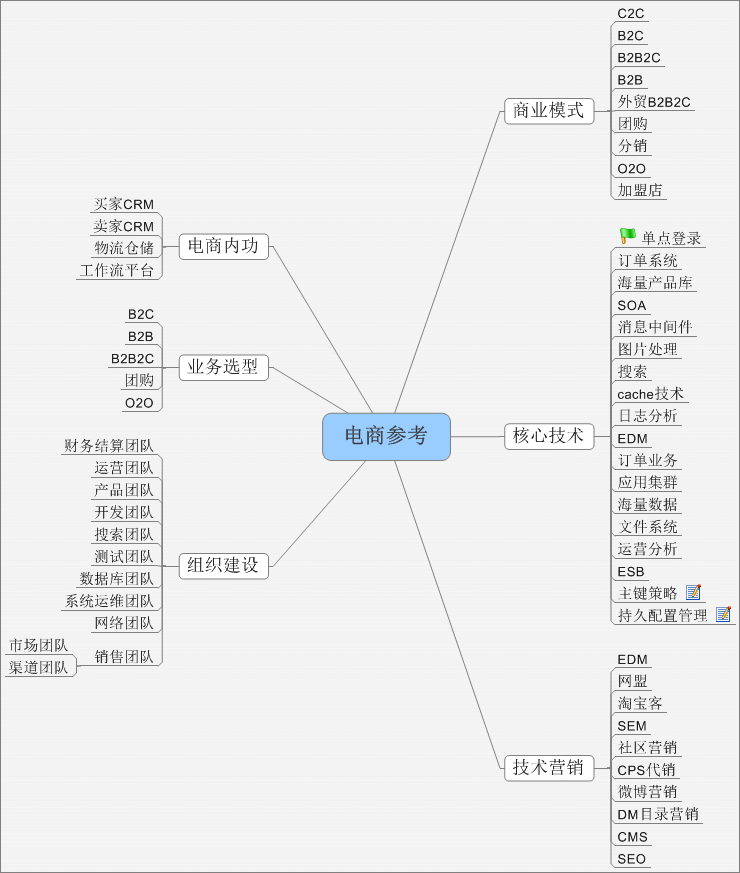 电商参考
商业模式
C2C
B2C
B2B2C
B2B
外贸B2B2C
团购
分销
O2O
加盟店
核心技术
单点登录
订单系统
海量产品库
SOA
消息中间件
图片处理
搜索
cache技术
日志分析
EDM
订单业务
应用集群
海量数据
文件系统
运营分析
ESB
主键策略
持久配置管理
技术营销
EDM
网盟
淘宝客
SEM
社区营销
CPS代销
微博营销
DM目录营销
CMS
SEO
电商内功
买家CRM
卖家CRM
物流仓储
工作流平台
业务选型
B2C
B2B
B2B2C
团购
O2O
组织建设
财务结算团队
运营团队
产品团队
开发团队
搜索团队
测试团队
数据库团队
系统运维团队
网络团队
销售团队
市场团队
渠道团队